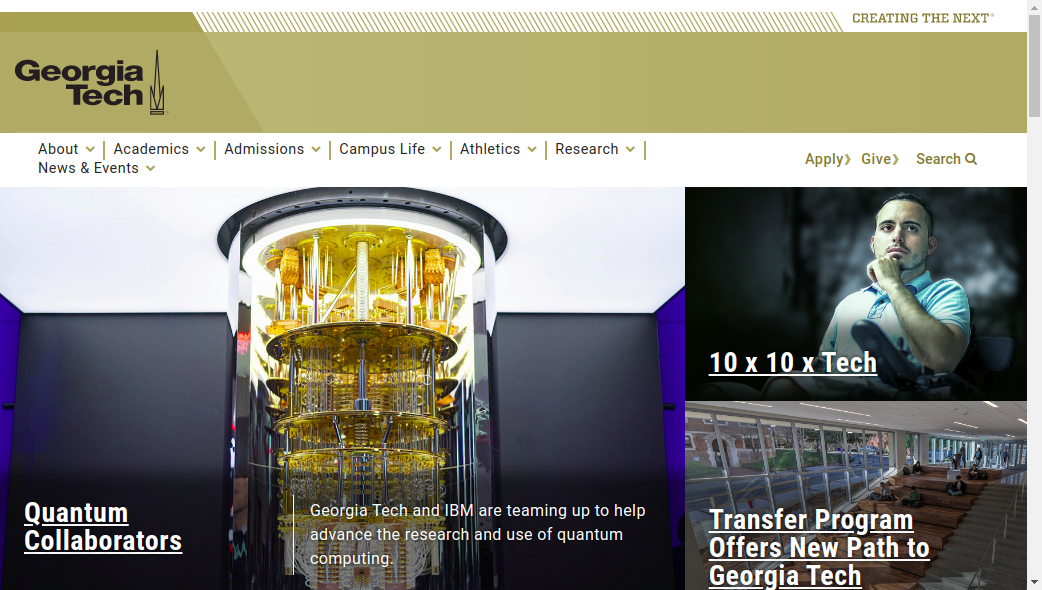 CREATING THE NEXT®
Georgia
Tech
About
Academics
Admissions
Campus Life
Athletics
Research
News & Events
Apply
Give
Search
10 x 10 x Tech
Quantum
Collaborators
Georgia Tech and IBM are teaming up to help
advance the research and use of quantum
computing.
Transfer Program
Offers New Path to
Georgia Tech